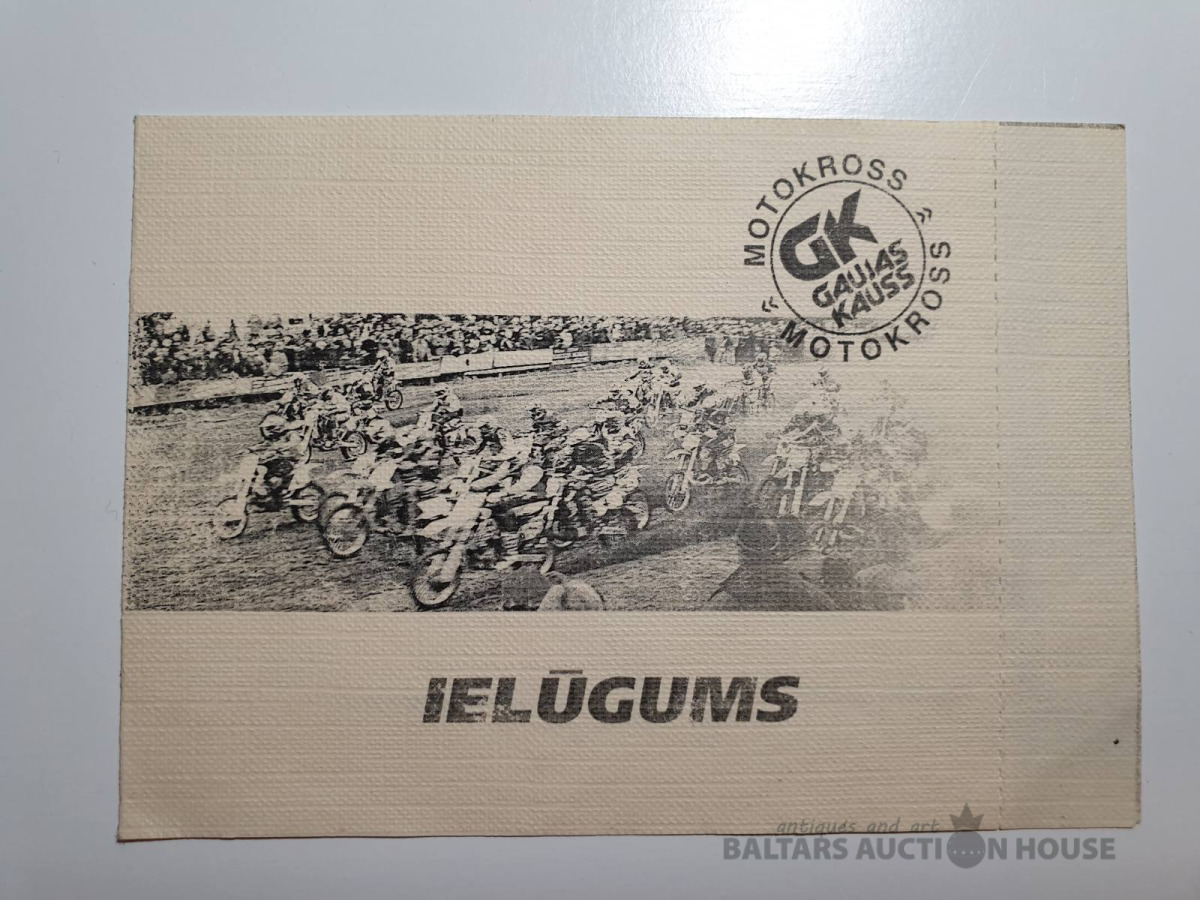 MOTOKROSS « MOTOKROSS «
GK
GAUJAS
KAUSS
IELŪGUMS
antiques and art
BALTARS AUCTION HOUSE